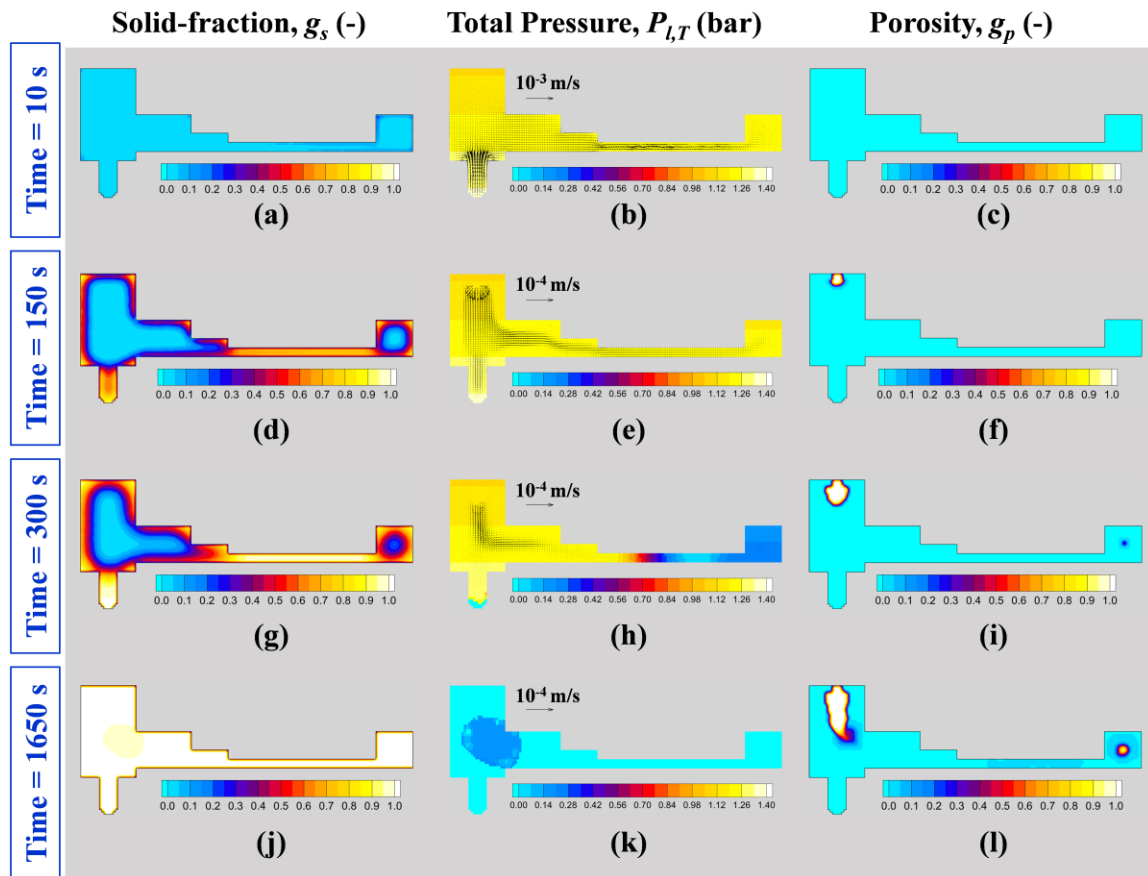 Solid-fraction, gs (-) Total Pressure, Pl,T (bar) Porosity, gp (-)
Time = 10 s
10-3 m/s
0.0 0.1 0.2 0.3 0.4 0.5 0.6 0.7 0.8 0.9 1.0
0.00 0.14 0.28 0.42 0.56 0.70 0.84 0.98 1.12 1.26 1.40
0.0 0.1 0.2 0.3 0.4 0.5 0.6 0.7 0.8 0.9 1.0
(a) (b) (c)
Time = 150 s
10-4 m/s
0.0 0.1 0.2 0.3 0.4 0.5 0.6 0.7 0.8 0.9 1.0
0.00 0.14 0.28 0.42 0.56 0.70 0.84 0.98 1.12 1.26 1.40
0.0 0.1 0.2 0.3 0.4 0.5 0.6 0.7 0.8 0.9 1.0
(d) (e) (f)
Time = 300 s
10-4 m/s
0.0 0.1 0.2 0.3 0.4 0.5 0.6 0.7 0.8 0.9 1.0
0.00 0.14 0.28 0.42 0.56 0.70 0.84 0.98 1.12 1.26 1.40
0.0 0.1 0.2 0.3 0.4 0.5 0.6 0.7 0.8 0.9 1.0
(g) (h) (i)
Time = 1650 s
10-4 m/s
0.0 0.1 0.2 0.3 0.4 0.5 0.6 0.7 0.8 0.9 1.0
0.00 0.14 0.28 0.42 0.56 0.70 0.84 0.98 1.12 1.26 1.40
0.0 0.1 0.2 0.3 0.4 0.5 0.6 0.7 0.8 0.9 1.0
(j) (k) (l)